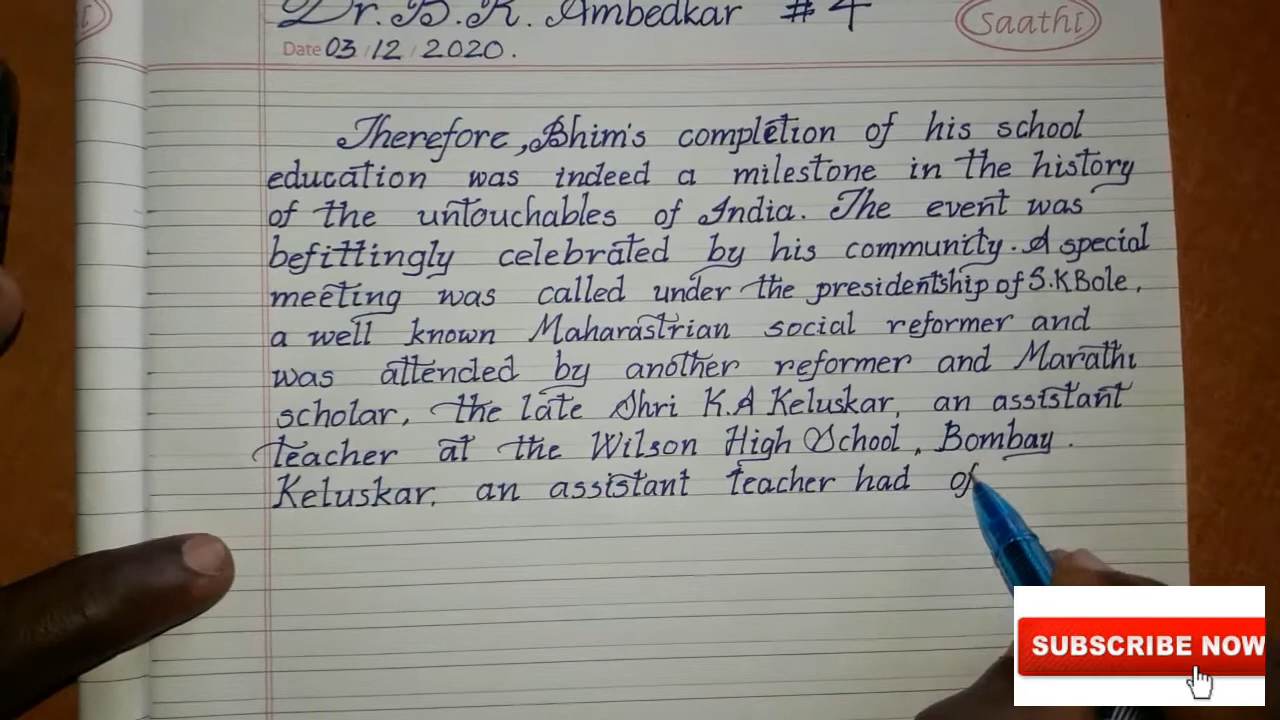 Dr. B. R. Ambedkar #4
Saathi
Date 03/12/2020.
Therefore, Bhim's completion of his school
education was indeed a milestone in the history
of the untouchables of India. The event was
befittingly celebrated by his community. A special
meeting was called under the presidentship of S.K Bole,
a well known Maharastrian social reformer and
was attended by another reformer and Marathi
scholar, the late Shri K.A Keluskar, an assistant
teacher at the Wilson High School, Bombay.
Keluskar, an assistant teacher had of
SUBSCRIBE NOW